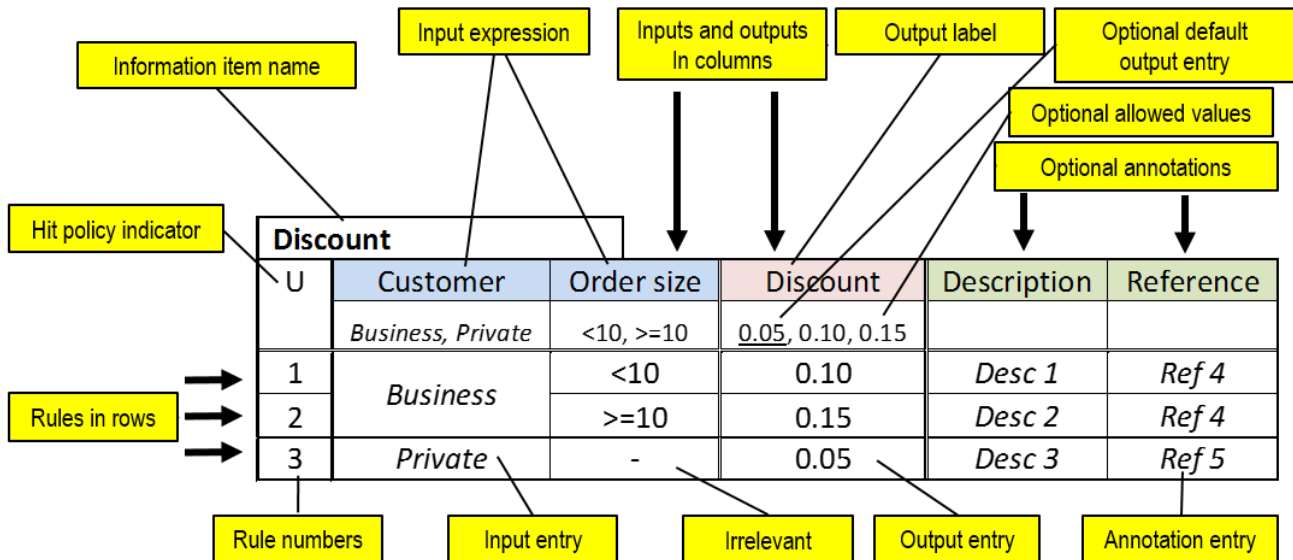 Input expression
Inputs and outputs
In columns
Output label
Optional default
output entry
Information item name
Optional allowed values
Optional annotations
Hit policy indicator
Discount
U Customer Order size Discount Description Reference
Business, Private <10, >=10 0.05, 0.10, 0.15
1 Business <10 0.10 Desc 1 Ref 4
Rules in rows
2 >=10 0.15 Desc 2 Ref 4
3 Private - 0.05 Desc 3 Ref 5
Rule numbers
Input entry
Irrelevant
Output entry
Annotation entry